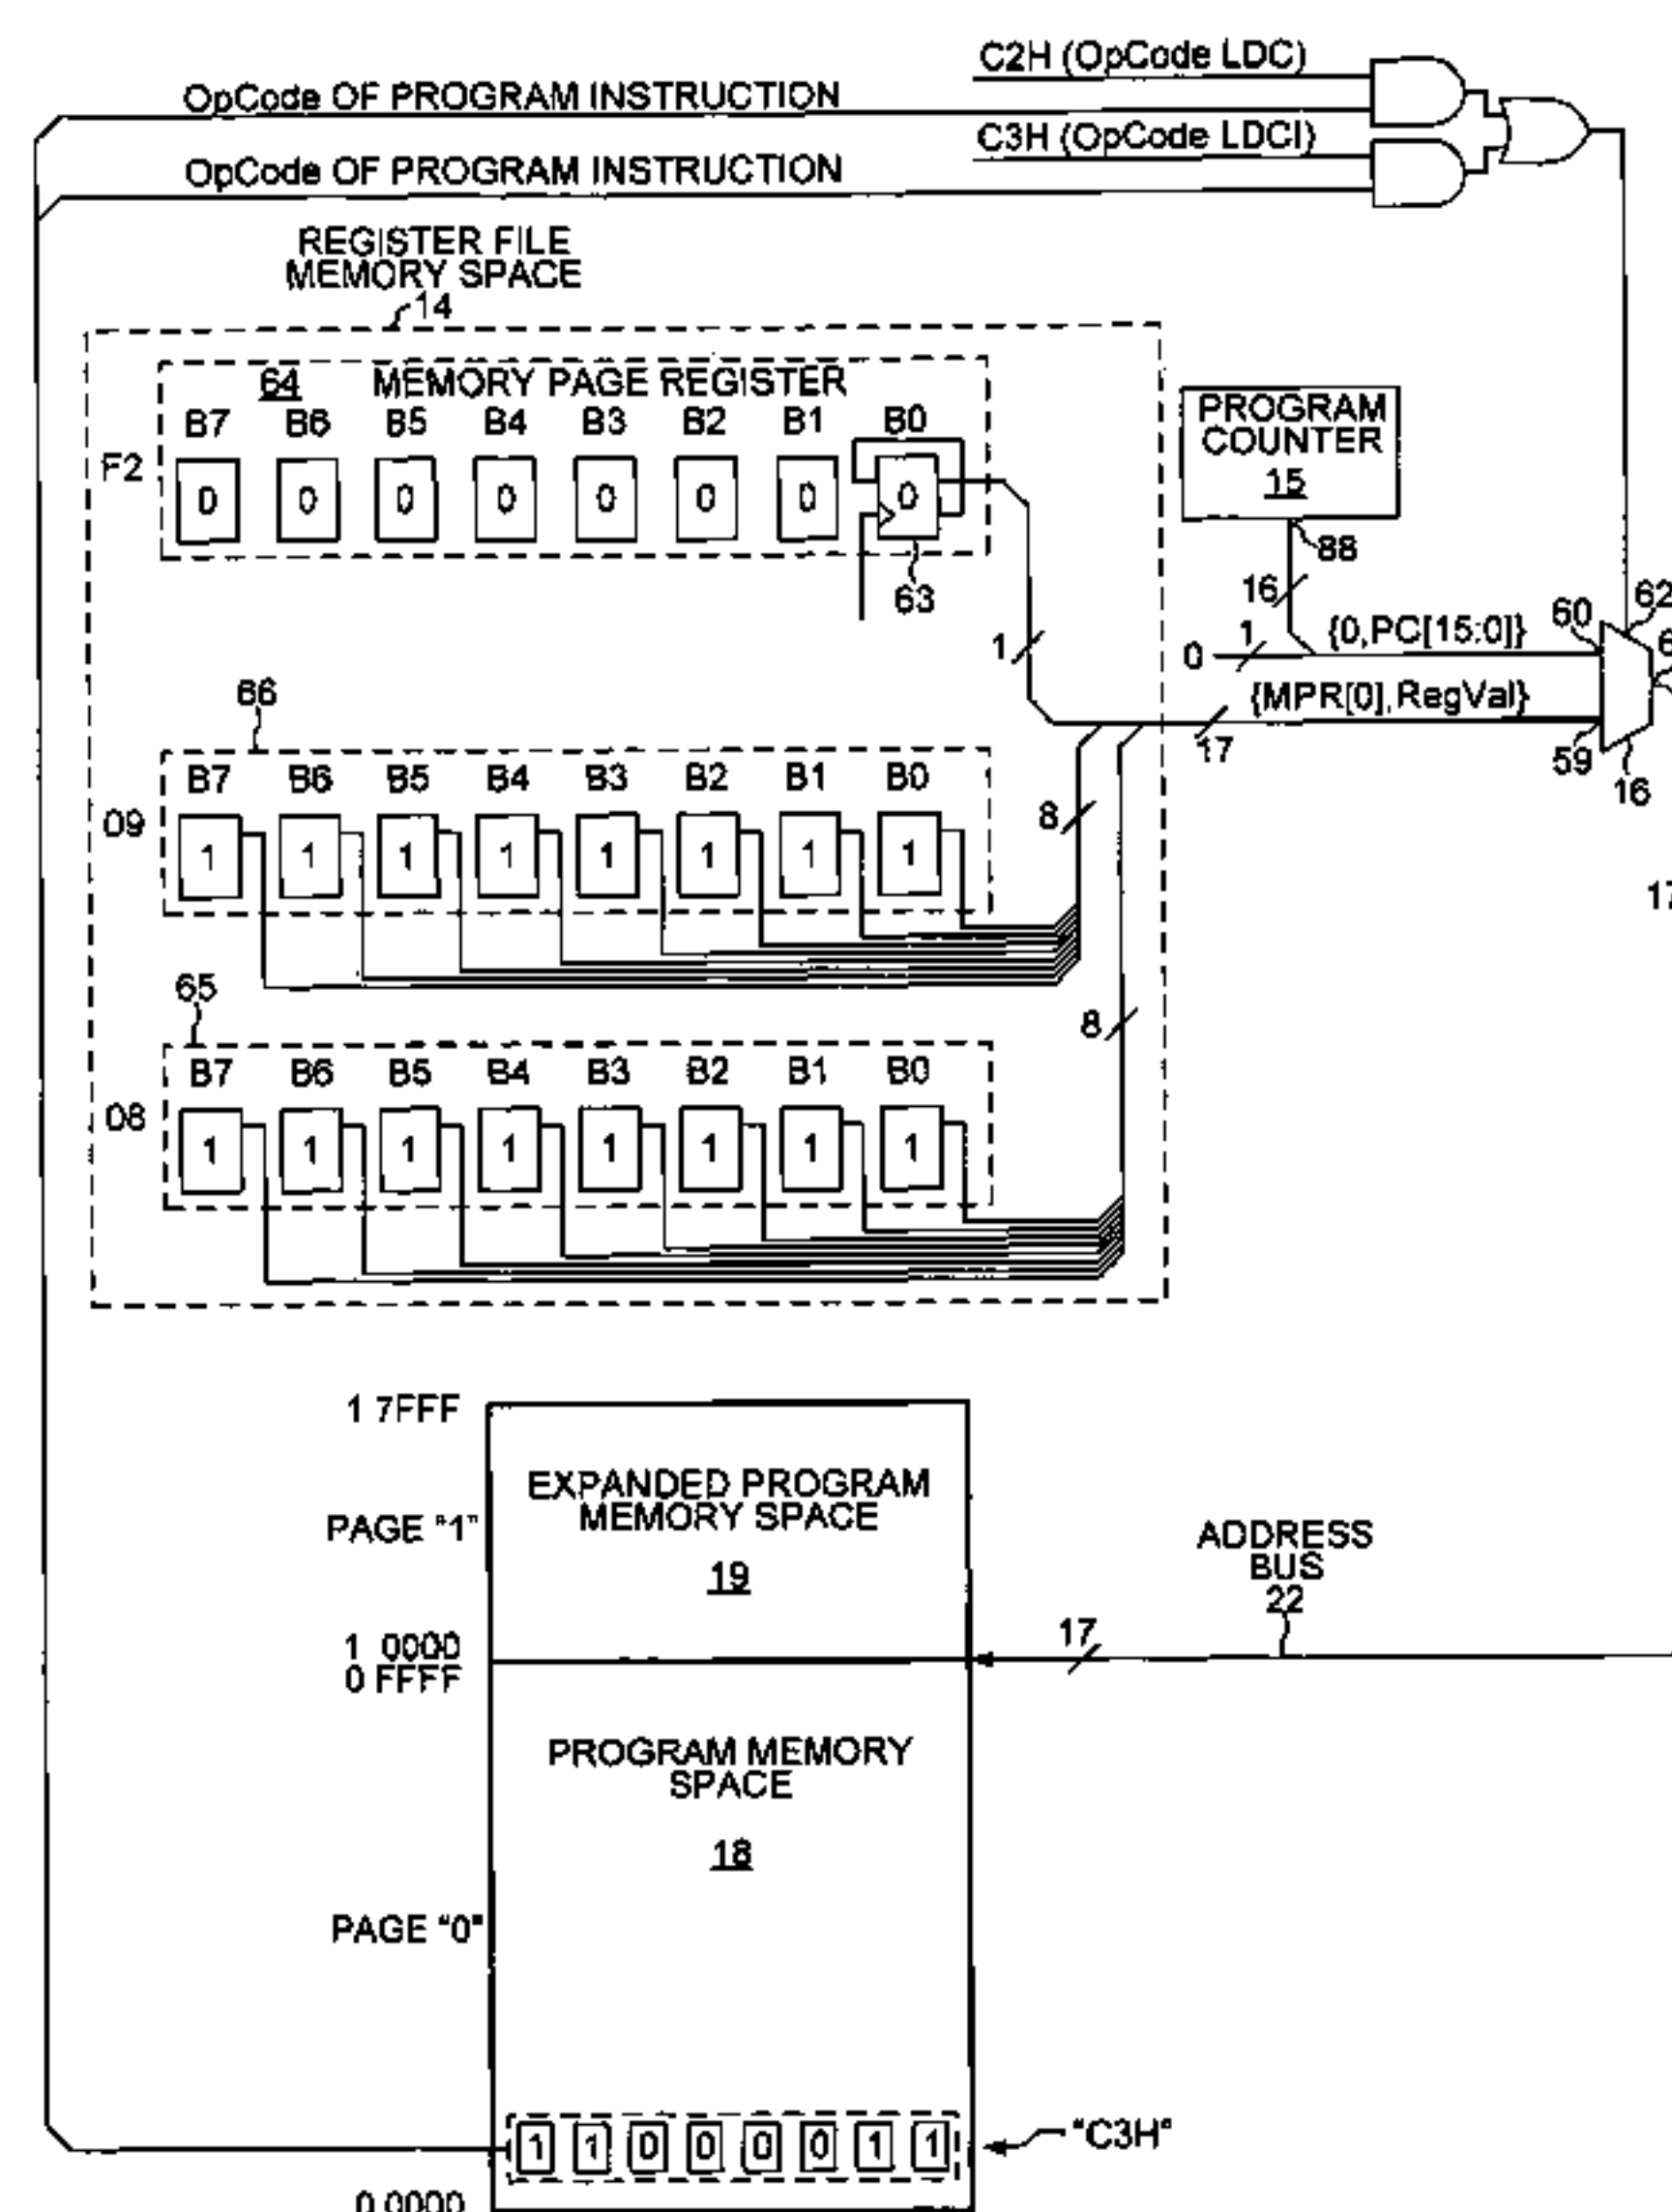 C2H (OpCode LDC)
OpCode OF PROGRAM INSTRUCTION
C3H (OpCode LDCI)
OpCode OF PROGRAM INSTRUCTION
REGISTER FILE
MEMORY SPACE
14
64 MEMORY PAGE REGISTER
B7 B6 B5 B4 B3 B2 B1 B0
F2 0 0 0 0 0 0 0 0
63
PROGRAM
COUNTER
15
88
16
1
0 1 {0,PC[15:0]} 60 62
{MPR[0],RegVal}
17 59 16
66
B7 B6 B5 B4 B3 B2 B1 B0
09 1 1 1 1 1 1 1 1
8
65
8
B7 B6 B5 B4 B3 B2 B1 B0
08 1 1 1 1 1 1 1 1
1 7FFF
EXPANDED PROGRAM
MEMORY SPACE
PAGE "1"
19
ADDRESS
BUS
22
17
1 0000
0 FFFF
PROGRAM MEMORY
SPACE
18
PAGE "0"
1 1 0 0 0 0 1 1 "C3H"
0 0000